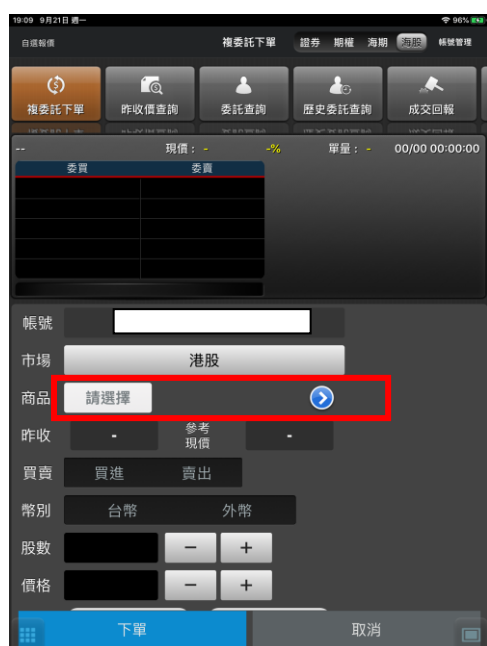 19:09 9月21日 週一
96%
自選報價 複委託下單 證券 期權 海期 海股 帳號管理
複委託下單 昨收價查詢 委託查詢 歷史委託查詢 成交回報
-- 現價： - -% 單量： - 00/00 00:00:00
委買 委賣
帳號
市場 港股
商品 請選擇
昨收 - 參考現價 -
買賣 買進 賣出
幣別 台幣 外幣
股數 − +
價格 − +
下單 取消